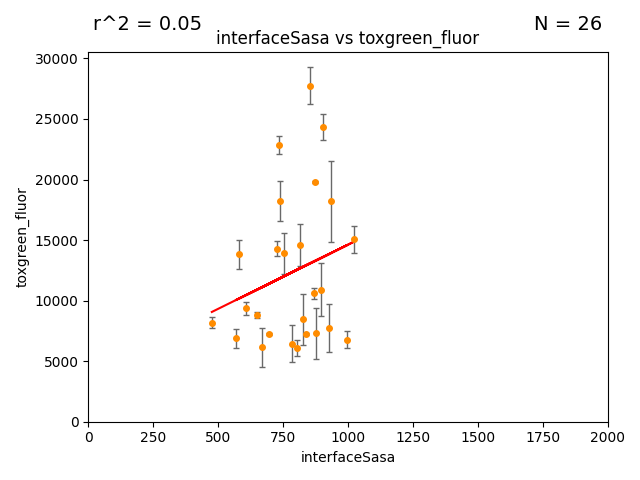 r^2 = 0.05
N = 26
interfaceSasa vs toxgreen_fluor
30000
25000
20000
15000
10000
5000
0
toxgreen_fluor
0 250 500 750 1000 1250 1500 1750 2000
interfaceSasa